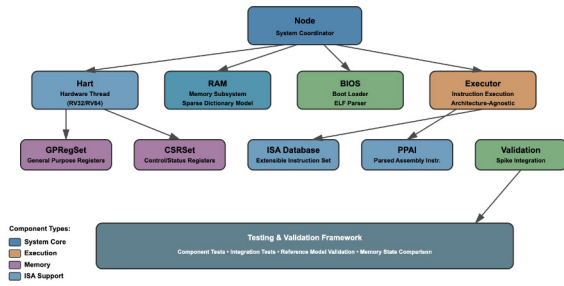 Node
System Coordinator
Hart
Hardware Thread
(RV32/RV64)
RAM
Memory Subsystem
Sparse Dictionary Model
BIOS
Boot Loader
ELF Parser
Executor
Instruction Execution
Architecture-Agnostic
GPRegSet
General Purpose Registers
CSRSet
Control/Status Registers
ISA Database
Extensible Instruction Set
PPAI
Parsed Assembly Instr.
Validation
Spike Integration
Testing & Validation Framework
Component Tests • Integration Tests • Reference Model Validation • Memory State Comparison
Component Types:
System Core
Execution
Memory
ISA Support